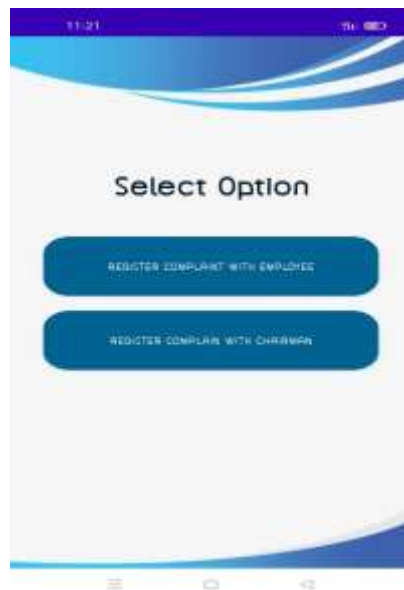 11:21
Select Option
REGISTER COMPLAINT WITH EMPLOYEE
REGISTER COMPLAIN WITH CHAIRMAN